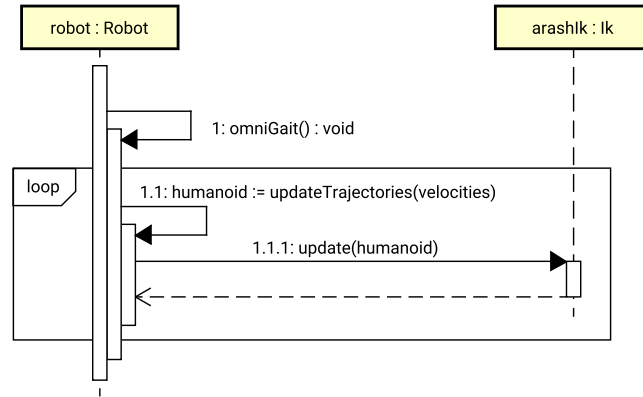 robot : Robot
arashIk : Ik
1: omniGait() : void
loop
1.1: humanoid := updateTrajectories(velocities)
1.1.1: update(humanoid)